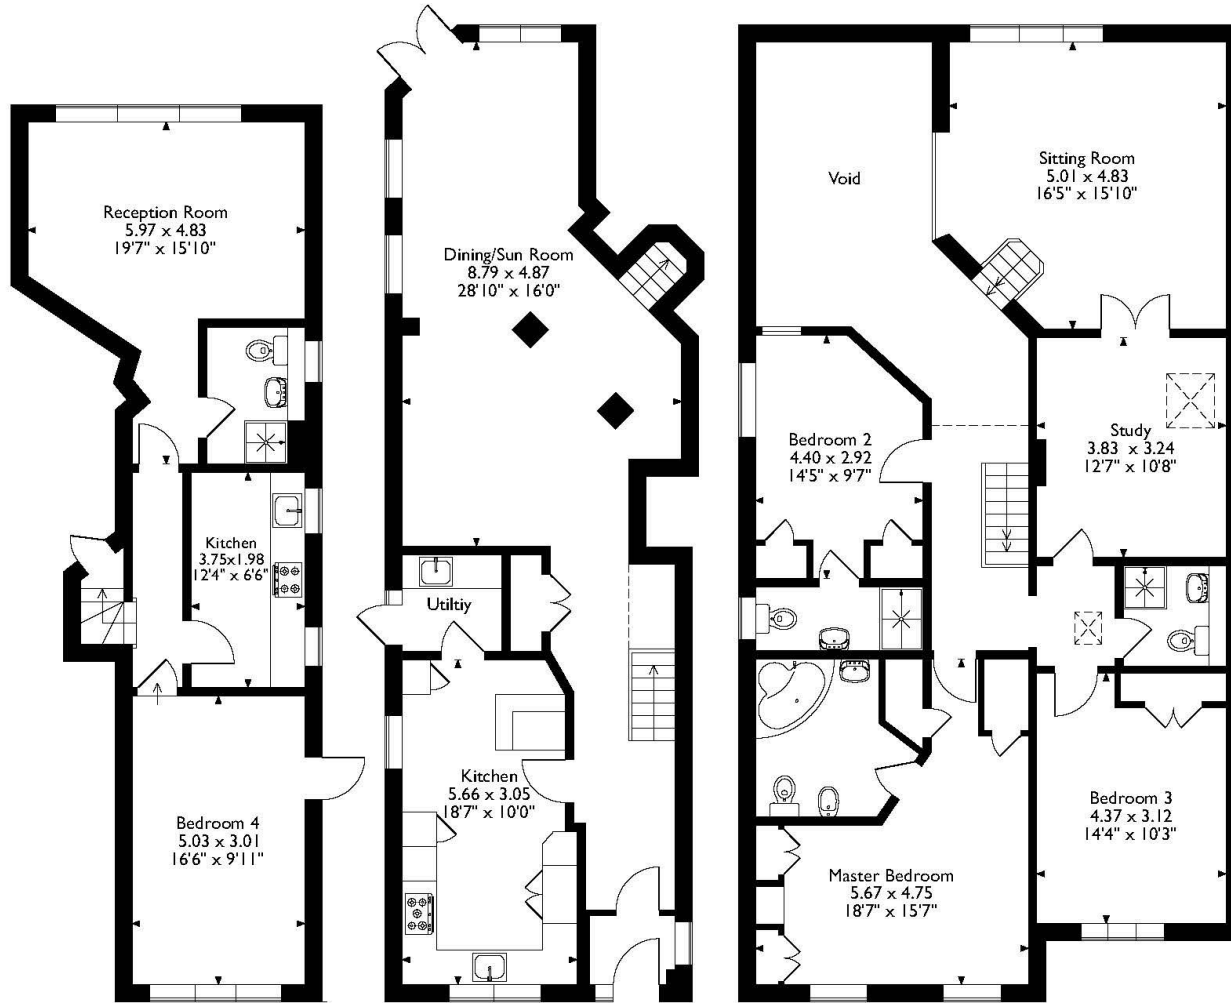 Reception Room
5.97 x 4.83
19'7" x 15'10"
Kitchen
3.75x1.98
12'4" x 6'6"
Bedroom 4
5.03 x 3.01
16'6" x 9'11"
Dining/Sun Room
8.79 x 4.87
28'10" x 16'0"
Utiltiy
Kitchen
5.66 x 3.05
18'7" x 10'0"
Void
Sitting Room
5.01 x 4.83
16'5" x 15'10"
Bedroom 2
4.40 x 2.92
14'5" x 9'7"
Study
3.83 x 3.24
12'7" x 10'8"
Master Bedroom
5.67 x 4.75
18'7" x 15'7"
Bedroom 3
4.37 x 3.12
14'4" x 10'3"